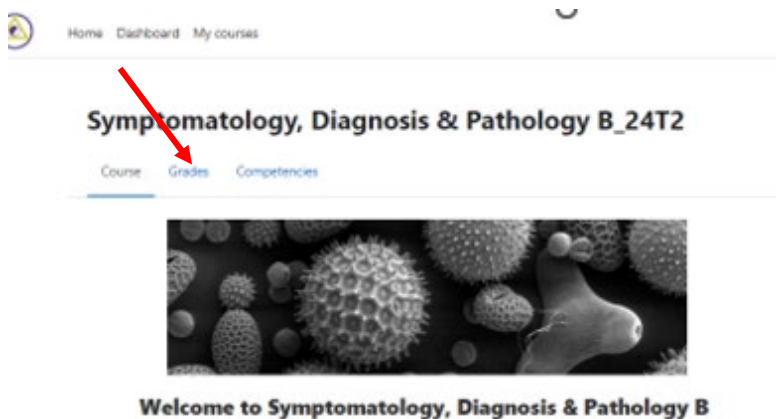 Home Dashboard My courses
Symptomatology, Diagnosis & Pathology B_24T2
Course Grades Competencies
Welcome to Symptomatology, Diagnosis & Pathology B